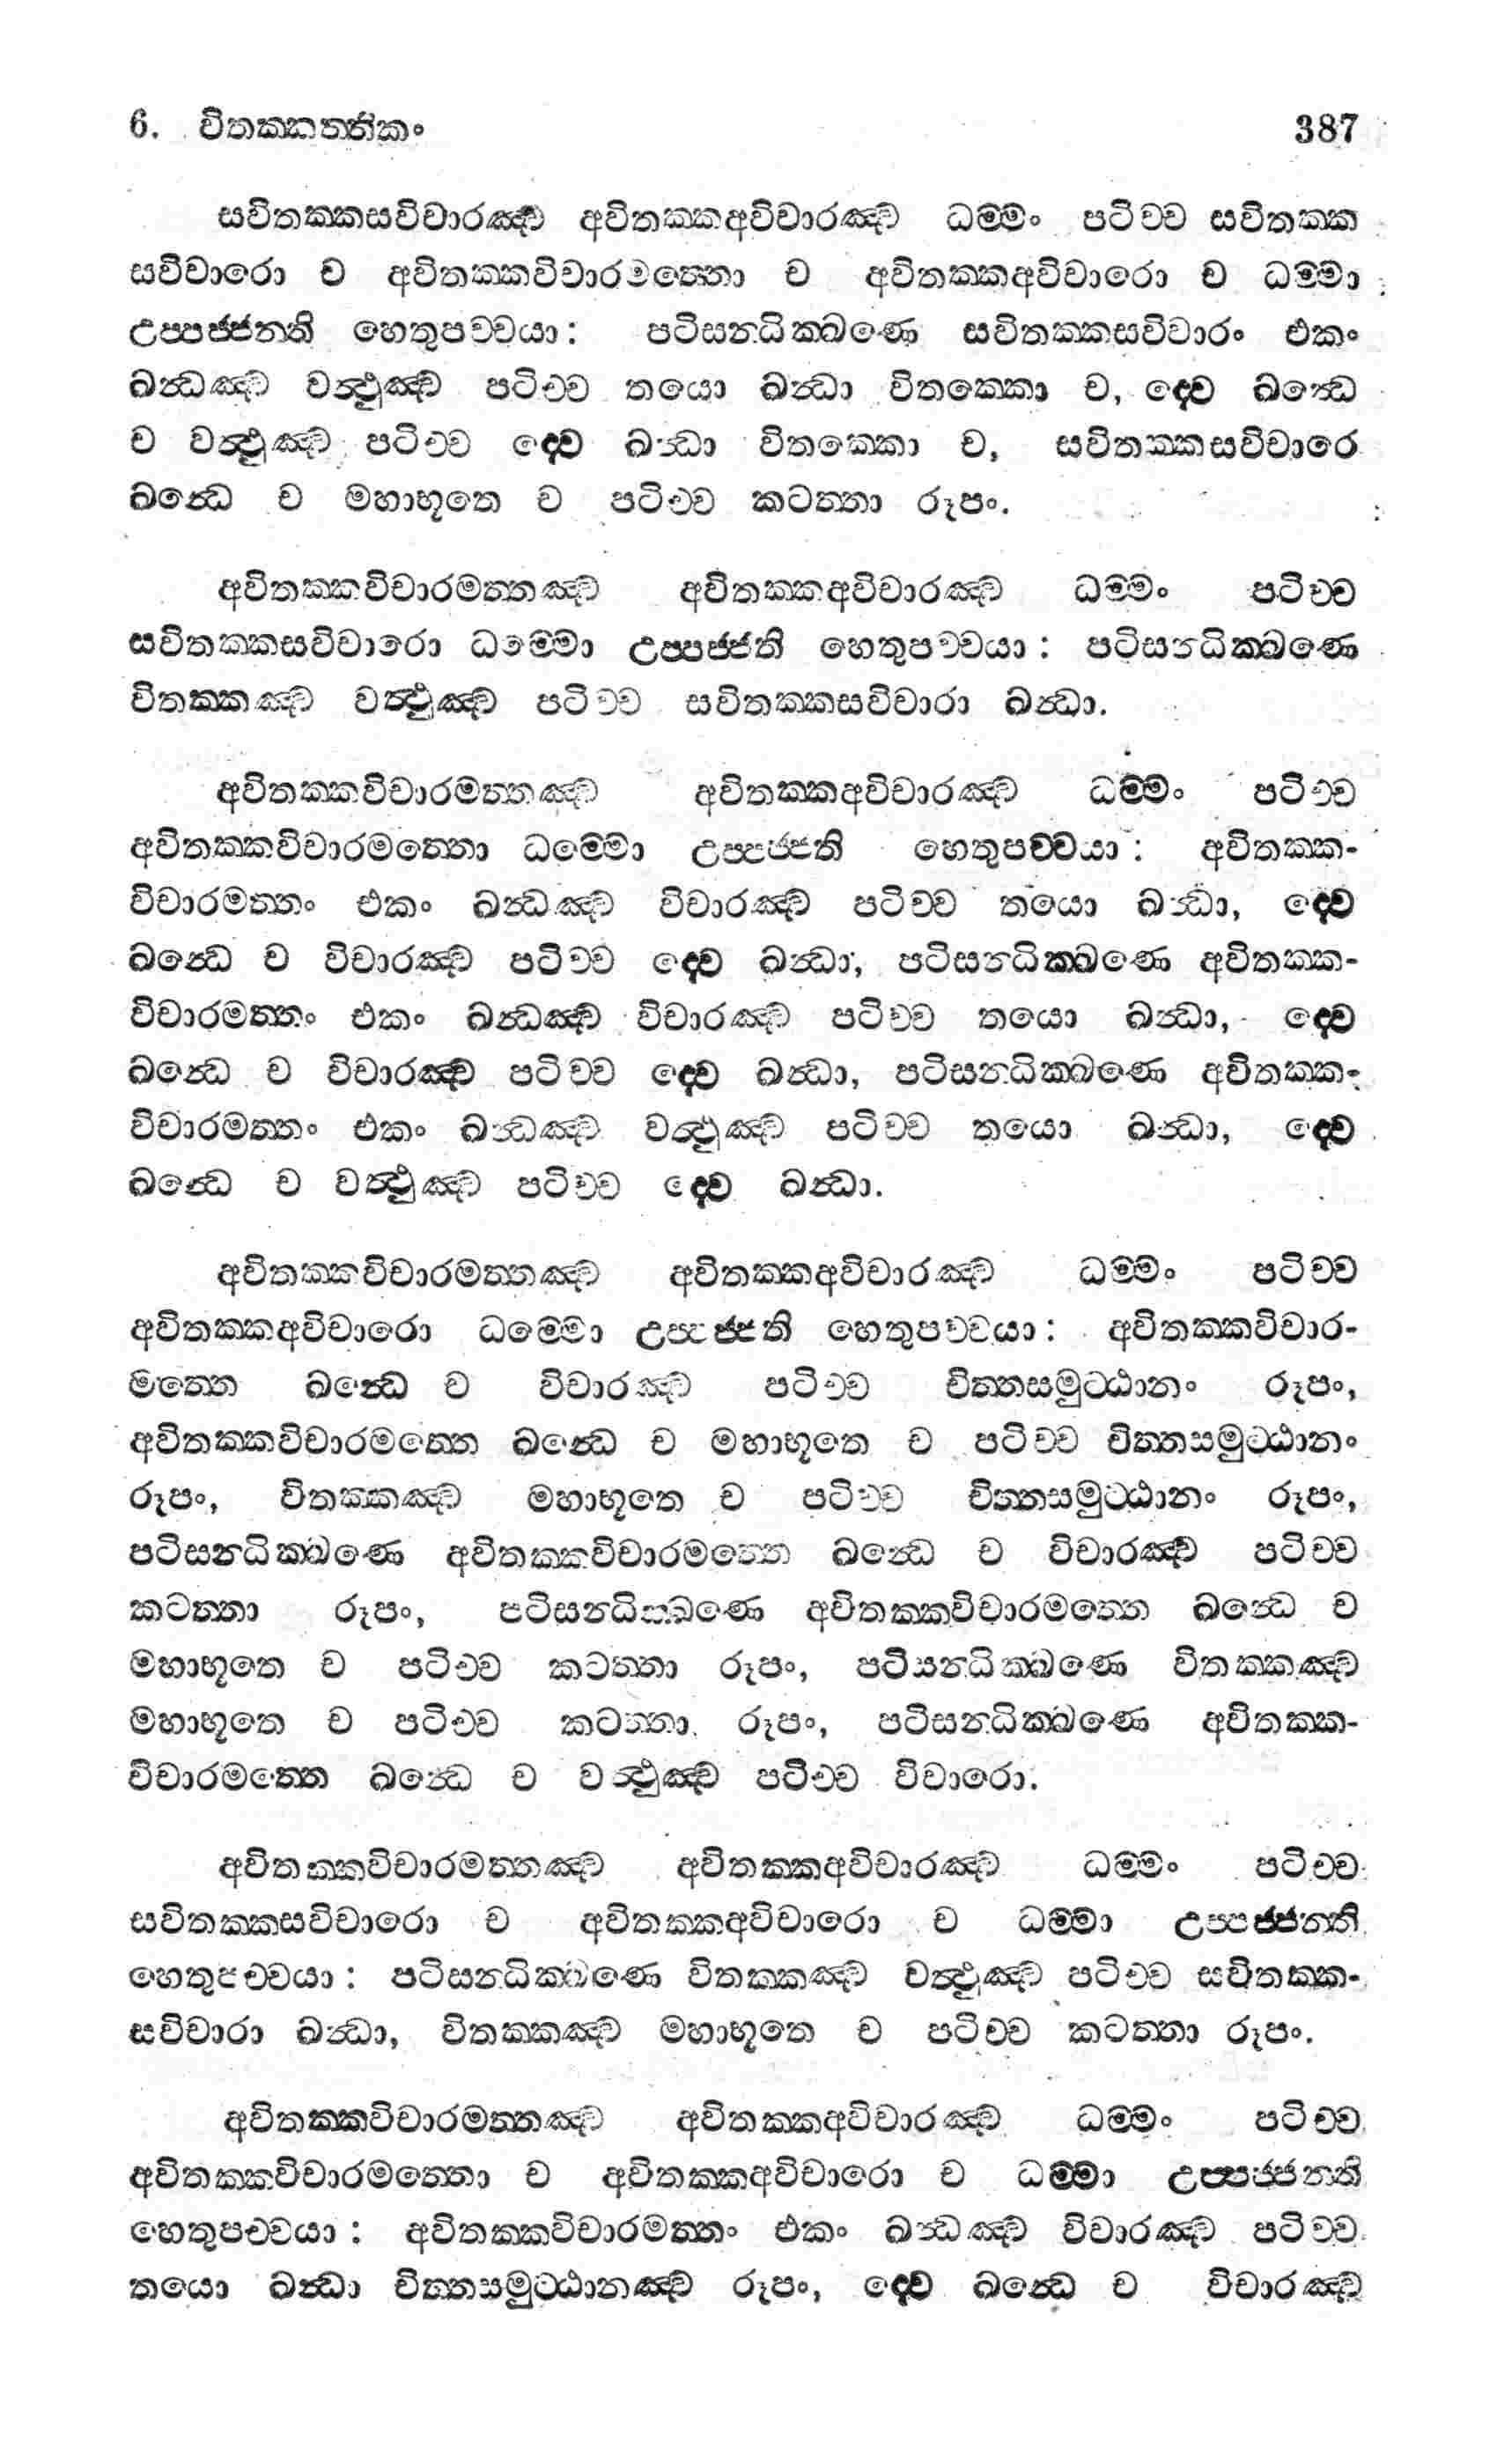 6. විතක්කත්තිකං 387
සවිතක්කසවිචාරඤ්ච අවිතක්කඅවිචාරඤ්ච ධම්මං පටිච්ච සවිතක්ක
සවිචාරො ච අවිතක්කවිචාරමත්තො ච අවිතක්කඅවිචාරො ච ධම්මා
උප්පජ්ජන්ති හෙතුපච්චයා: පටිසන්ධික්ඛණෙ සවිතක්කසවිචාරං එකං
ඛන්ධඤ්ච වත්ථුඤ්ච පටිච්ච තයො ඛන්ධා විතක්කො ච, ද්වෙ ඛන්ධෙ
ච වත්ථුඤ්ච පටිච්ච ද්වෙ ඛන්ධා විතක්කො ච, සවිතක්කසවිචාරෙ
ඛන්ධෙ ච මහාභූතෙ ච පටිච්ච කටත්තා රූපං.
අවිතක්කවිචාරමත්තඤ්ච අවිතක්කඅවිචාරඤ්ච ධම්මං පටිච්ච
සවිතක්කසවිචාරො ධම්මො උප්පජ්ජති හෙතුපච්චයා: පටිසන්ධික්ඛණෙ
විතක්කඤ්ච වත්ථුඤ්ච පටිච්ච සවිතක්කසවිචාරා ඛන්ධා.
අවිතක්කවිචාරමත්තඤ්ච අවිතක්කඅවිචාරඤ්ච ධම්මං පටිච්ච
අවිතක්කවිචාරමත්තො ධම්මො උප්පජ්ජති හෙතුපච්චයා: අවිතක්ක-
විචාරමත්තං එකං ඛන්ධඤ්ච විචාරඤ්ච පටිච්ච තයො ඛන්ධා, ද්වෙ
ඛන්ධෙ ච විචාරඤ්ච පටිච්ච ද්වෙ ඛන්ධා, පටිසන්ධික්ඛණෙ අවිතක්ක-
විචාරමත්තං එකං ඛන්ධඤ්ච විචාරඤ්ච පටිච්ච තයො ඛන්ධා, ද්වෙ
ඛන්ධෙ ච විචාරඤ්ච පටිච්ච ද්වෙ ඛන්ධා, පටිසන්ධික්ඛණෙ අවිතක්ක-
විචාරමත්තං එකං ඛන්ධඤ්ච වත්ථුඤ්ච පටිච්ච තයො ඛන්ධා, ද්වෙ
ඛන්ධෙ ච වත්ථුඤ්ච පටිච්ච ද්වෙ ඛන්ධා.
අවිතක්කවිචාරමත්තඤ්ච අවිතක්කඅවිචාරඤ්ච ධම්මං පටිච්ච
අවිතක්කඅවිචාරො ධම්මො උප්පජ්ජති හෙතුපච්චයා: අවිතක්කවිචාර-
මත්තෙ ඛන්ධෙ ච විචාරඤ්ච පටිච්ච චිත්තසමුට්ඨානං රූපං,
අවිතක්කවිචාරමත්තෙ ඛන්ධෙ ච මහාභූතෙ ච පටිච්ච චිත්තසමුට්ඨානං
රූපං, විතක්කඤ්ච මහාභූතෙ ච පටිච්ච චිත්තසමුට්ඨානං රූපං,
පටිසන්ධික්ඛණෙ අවිතක්කවිචාරමත්තෙ ඛන්ධෙ ච විචාරඤ්ච පටිච්ච
කටත්තා රූපං, පටිසන්ධික්ඛණෙ අවිතක්කවිචාරමත්තෙ ඛන්ධෙ ච
මහාභූතෙ ච පටිච්ච කටත්තා රූපං, පටිසන්ධික්ඛණෙ විතක්කඤ්ච
මහාභූතෙ ච පටිච්ච කටත්තා රූපං, පටිසන්ධික්ඛණෙ අවිතක්ක-
විචාරමත්තෙ ඛන්ධෙ ච වත්ථුඤ්ච පටිච්ච විචාරො.
අවිතක්කවිචාරමත්තඤ්ච අවිතක්කඅවිචාරඤ්ච ධම්මං පටිච්ච
සවිතක්කසවිචාරො ච අවිතක්කඅවිචාරො ච ධම්මා උප්පජ්ජන්ති
හෙතුපච්චයා: පටිසන්ධික්ඛණෙ විතක්කඤ්ච වත්ථුඤ්ච පටිච්ච සවිතක්ක-
සවිචාරා ඛන්ධා, විතක්කඤ්ච මහාභූතෙ ච පටිච්ච කටත්තා රූපං.
අවිතක්කවිචාරමත්තඤ්ච අවිතක්කඅවිචාරඤ්ච ධම්මං පටිච්ච
අවිතක්කවිචාරමත්තො ච අවිතක්කඅවිචාරො ච ධම්මා උප්පජ්ජන්ති
හෙතුපච්චයා: අවිතක්කවිචාරමත්තං එකං ඛන්ධඤ්ච විචාරඤ්ච පටිච්ච
තයො ඛන්ධා චිත්තසමුට්ඨානඤ්ච රූපං, ද්වෙ ඛන්ධෙ ච විචාරඤ්ච